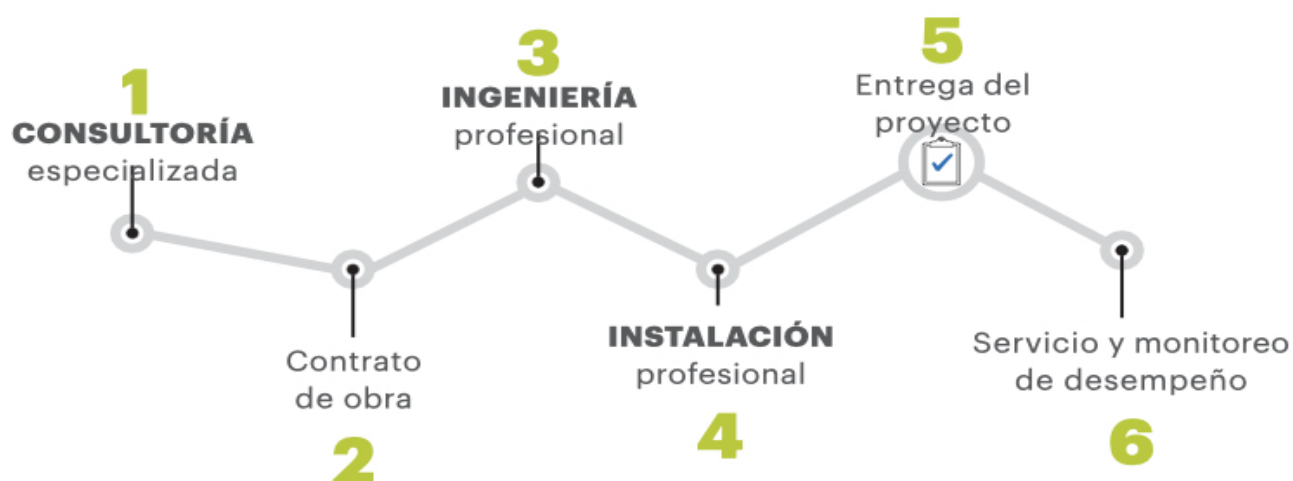 1
CONSULTORÍA
especializada
2
Contrato
de obra
3
INGENIERÍA
profesional
4
INSTALACIÓN
profesional
5
Entrega del
proyecto
6
Servicio y monitoreo
de desempeño